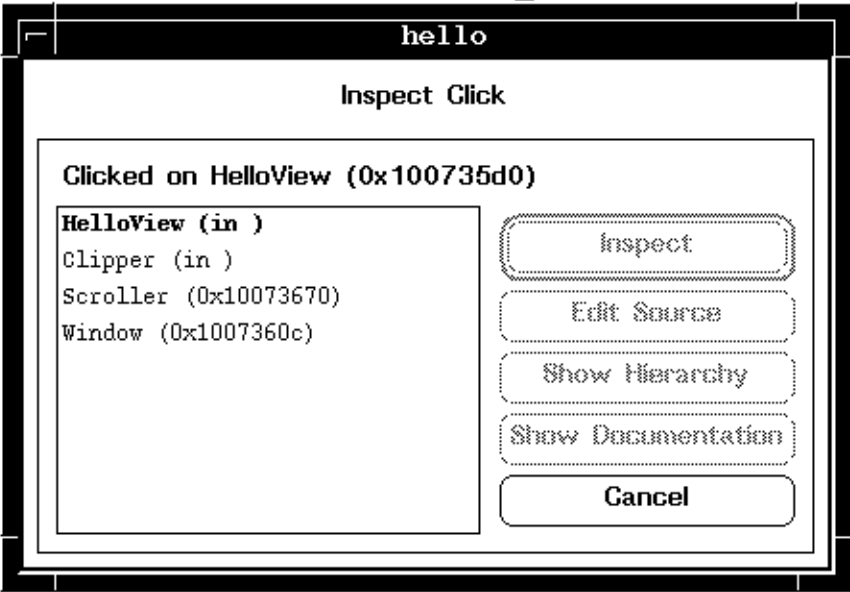 hello
Inspect Click
Clicked on HelloView (0x100735d0)
HelloView (in )
Clipper (in )
Scroller (0x10073670)
Window (0x1007360c)
Inspect
Edit Source
Show Hierarchy
Show Documentation
Cancel